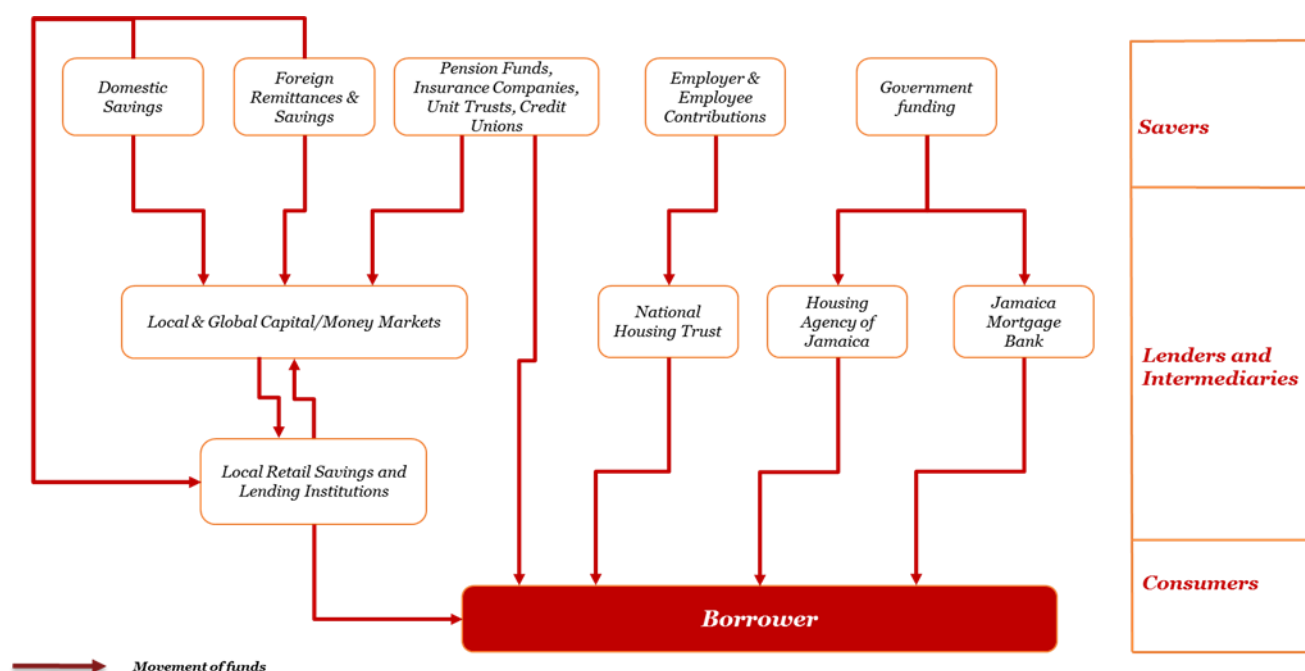 Domestic
Savings
Foreign
Remittances &
Savings
Pension Funds,
Insurance Companies,
Unit Trusts, Credit
Unions
Employer &
Employee
Contributions
Government
funding
Savers
Local & Global Capital/Money Markets
National
Housing Trust
Housing
Agency of
Jamaica
Jamaica
Mortgage
Bank
Lenders and
Intermediaries
Local Retail Savings and
Lending Institutions
Consumers
Borrower
Movement of funds